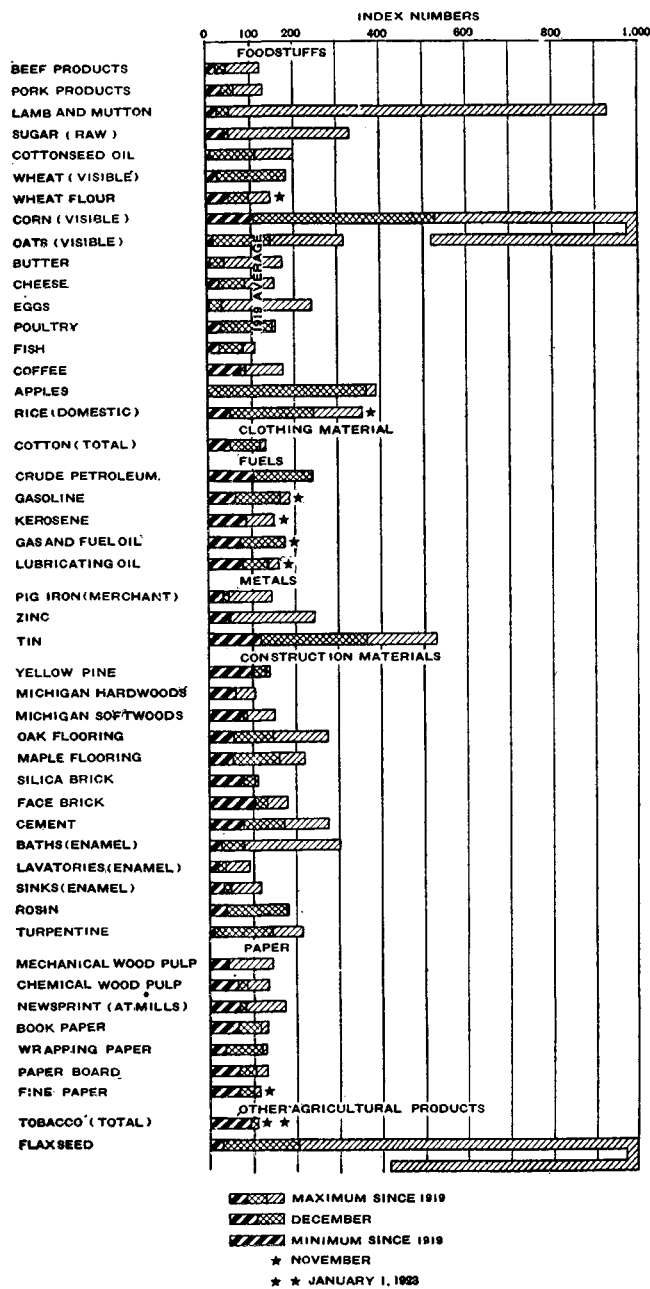 INDEX NUMBERS
0 100 200 400 600 800 1,000
FOODSTUFFS
BEEF PRODUCTS
PORK PRODUCTS
LAMB AND MUTTON
SUGAR (RAW)
COTTONSEED OIL
WHEAT (VISIBLE)
WHEAT FLOUR ★
CORN (VISIBLE)
OATS (VISIBLE)
1919 AVERAGE
BUTTER
CHEESE
EGGS
POULTRY
FISH
COFFEE
APPLES
RICE (DOMESTIC) ★
CLOTHING MATERIAL
COTTON (TOTAL)
FUELS
CRUDE PETROLEUM.
GASOLINE ★
KEROSENE ★
GAS AND FUEL OIL ★
LUBRICATING OIL ★
METALS
PIG IRON (MERCHANT)
ZINC
TIN
CONSTRUCTION MATERIALS
YELLOW PINE
MICHIGAN HARDWOODS
MICHIGAN SOFTWOODS
OAK FLOORING
MAPLE FLOORING
SILICA BRICK
FACE BRICK
CEMENT
BATHS (ENAMEL)
LAVATORIES (ENAMEL)
SINKS (ENAMEL)
ROSIN
TURPENTINE
PAPER
MECHANICAL WOOD PULP
CHEMICAL WOOD PULP
NEWSPRINT (AT MILLS)
BOOK PAPER
WRAPPING PAPER
PAPER BOARD
FINE PAPER ★
OTHER AGRICULTURAL PRODUCTS
TOBACCO (TOTAL) ★ ★
FLAXSEED
MAXIMUM SINCE 1919
DECEMBER
MINIMUM SINCE 1919
★ NOVEMBER
★ ★ JANUARY 1, 1923